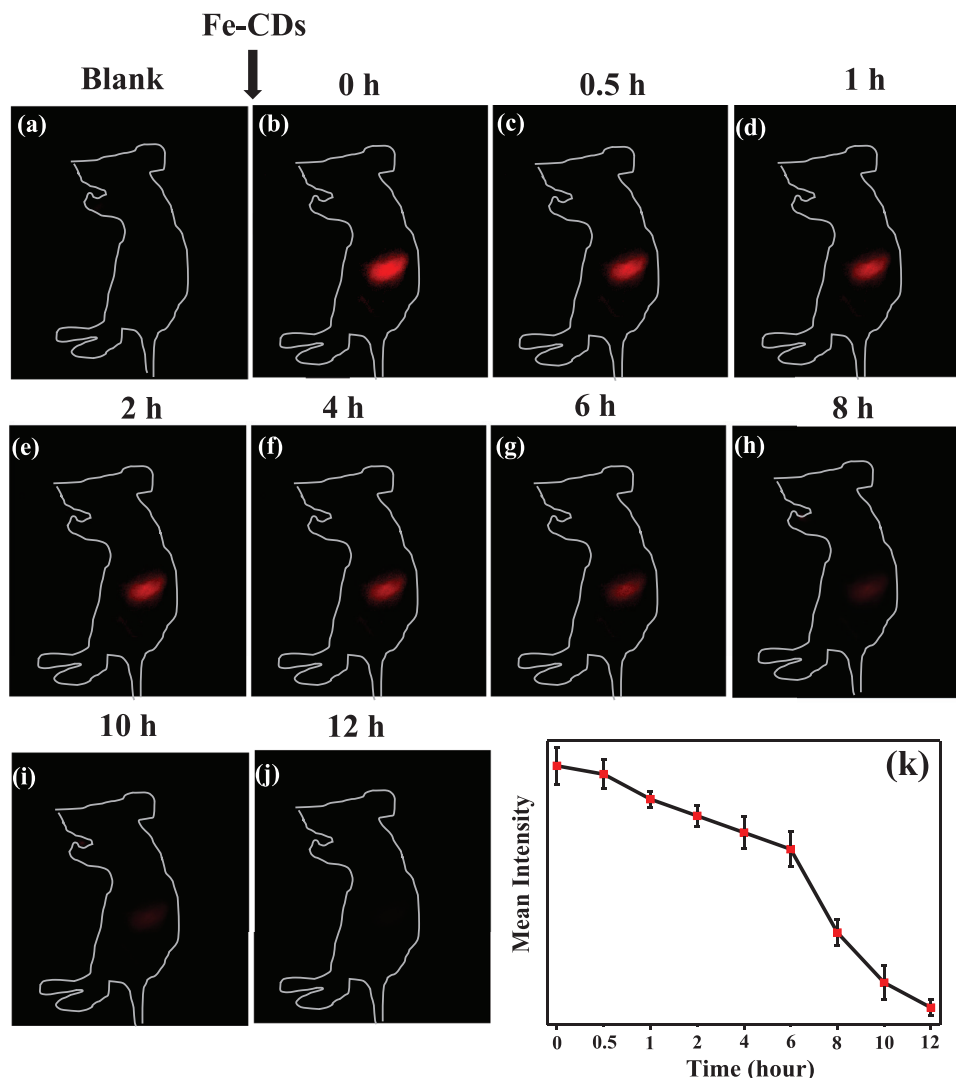 Fe-CDs
Blank
0 h
0.5 h
1 h
(a)
(b)
(c)
(d)
2 h
4 h
6 h
8 h
(e)
(f)
(g)
(h)
10 h
12 h
(i)
(j)
(k)
Mean Intensity
0 0.5 1 2 4 6 8 10 12
Time (hour)